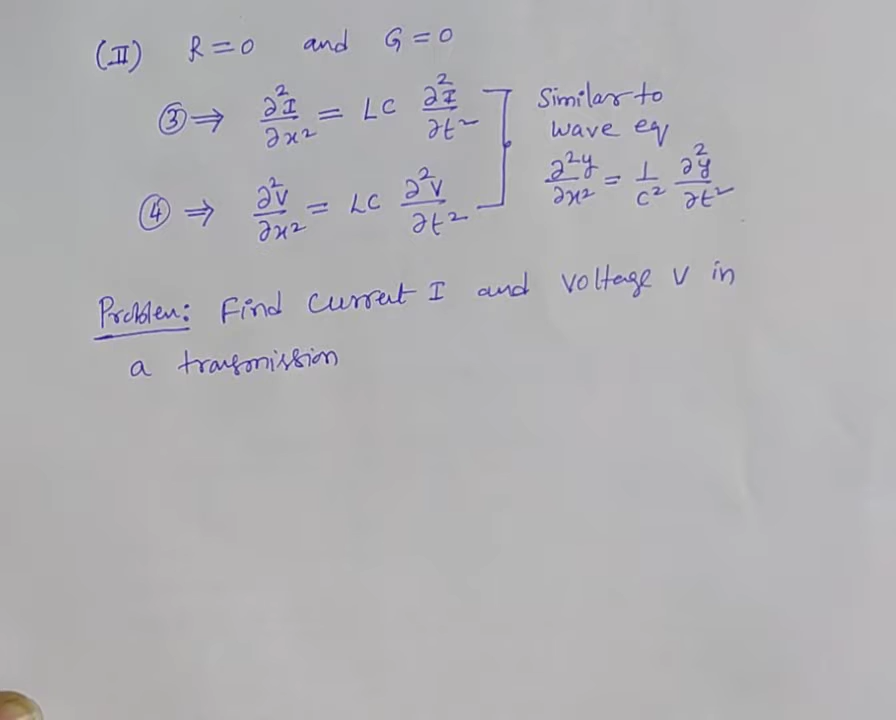 (II) R = 0 and G = 0
③ ⇒ ∂²I/∂x² = LC ∂²I/∂t²
Similar to
wave eq
④ ⇒ ∂²V/∂x² = LC ∂²V/∂t²
∂²y/∂x² = 1/C² ∂²y/∂t²
Problem: Find current I and voltage V in
a transmission